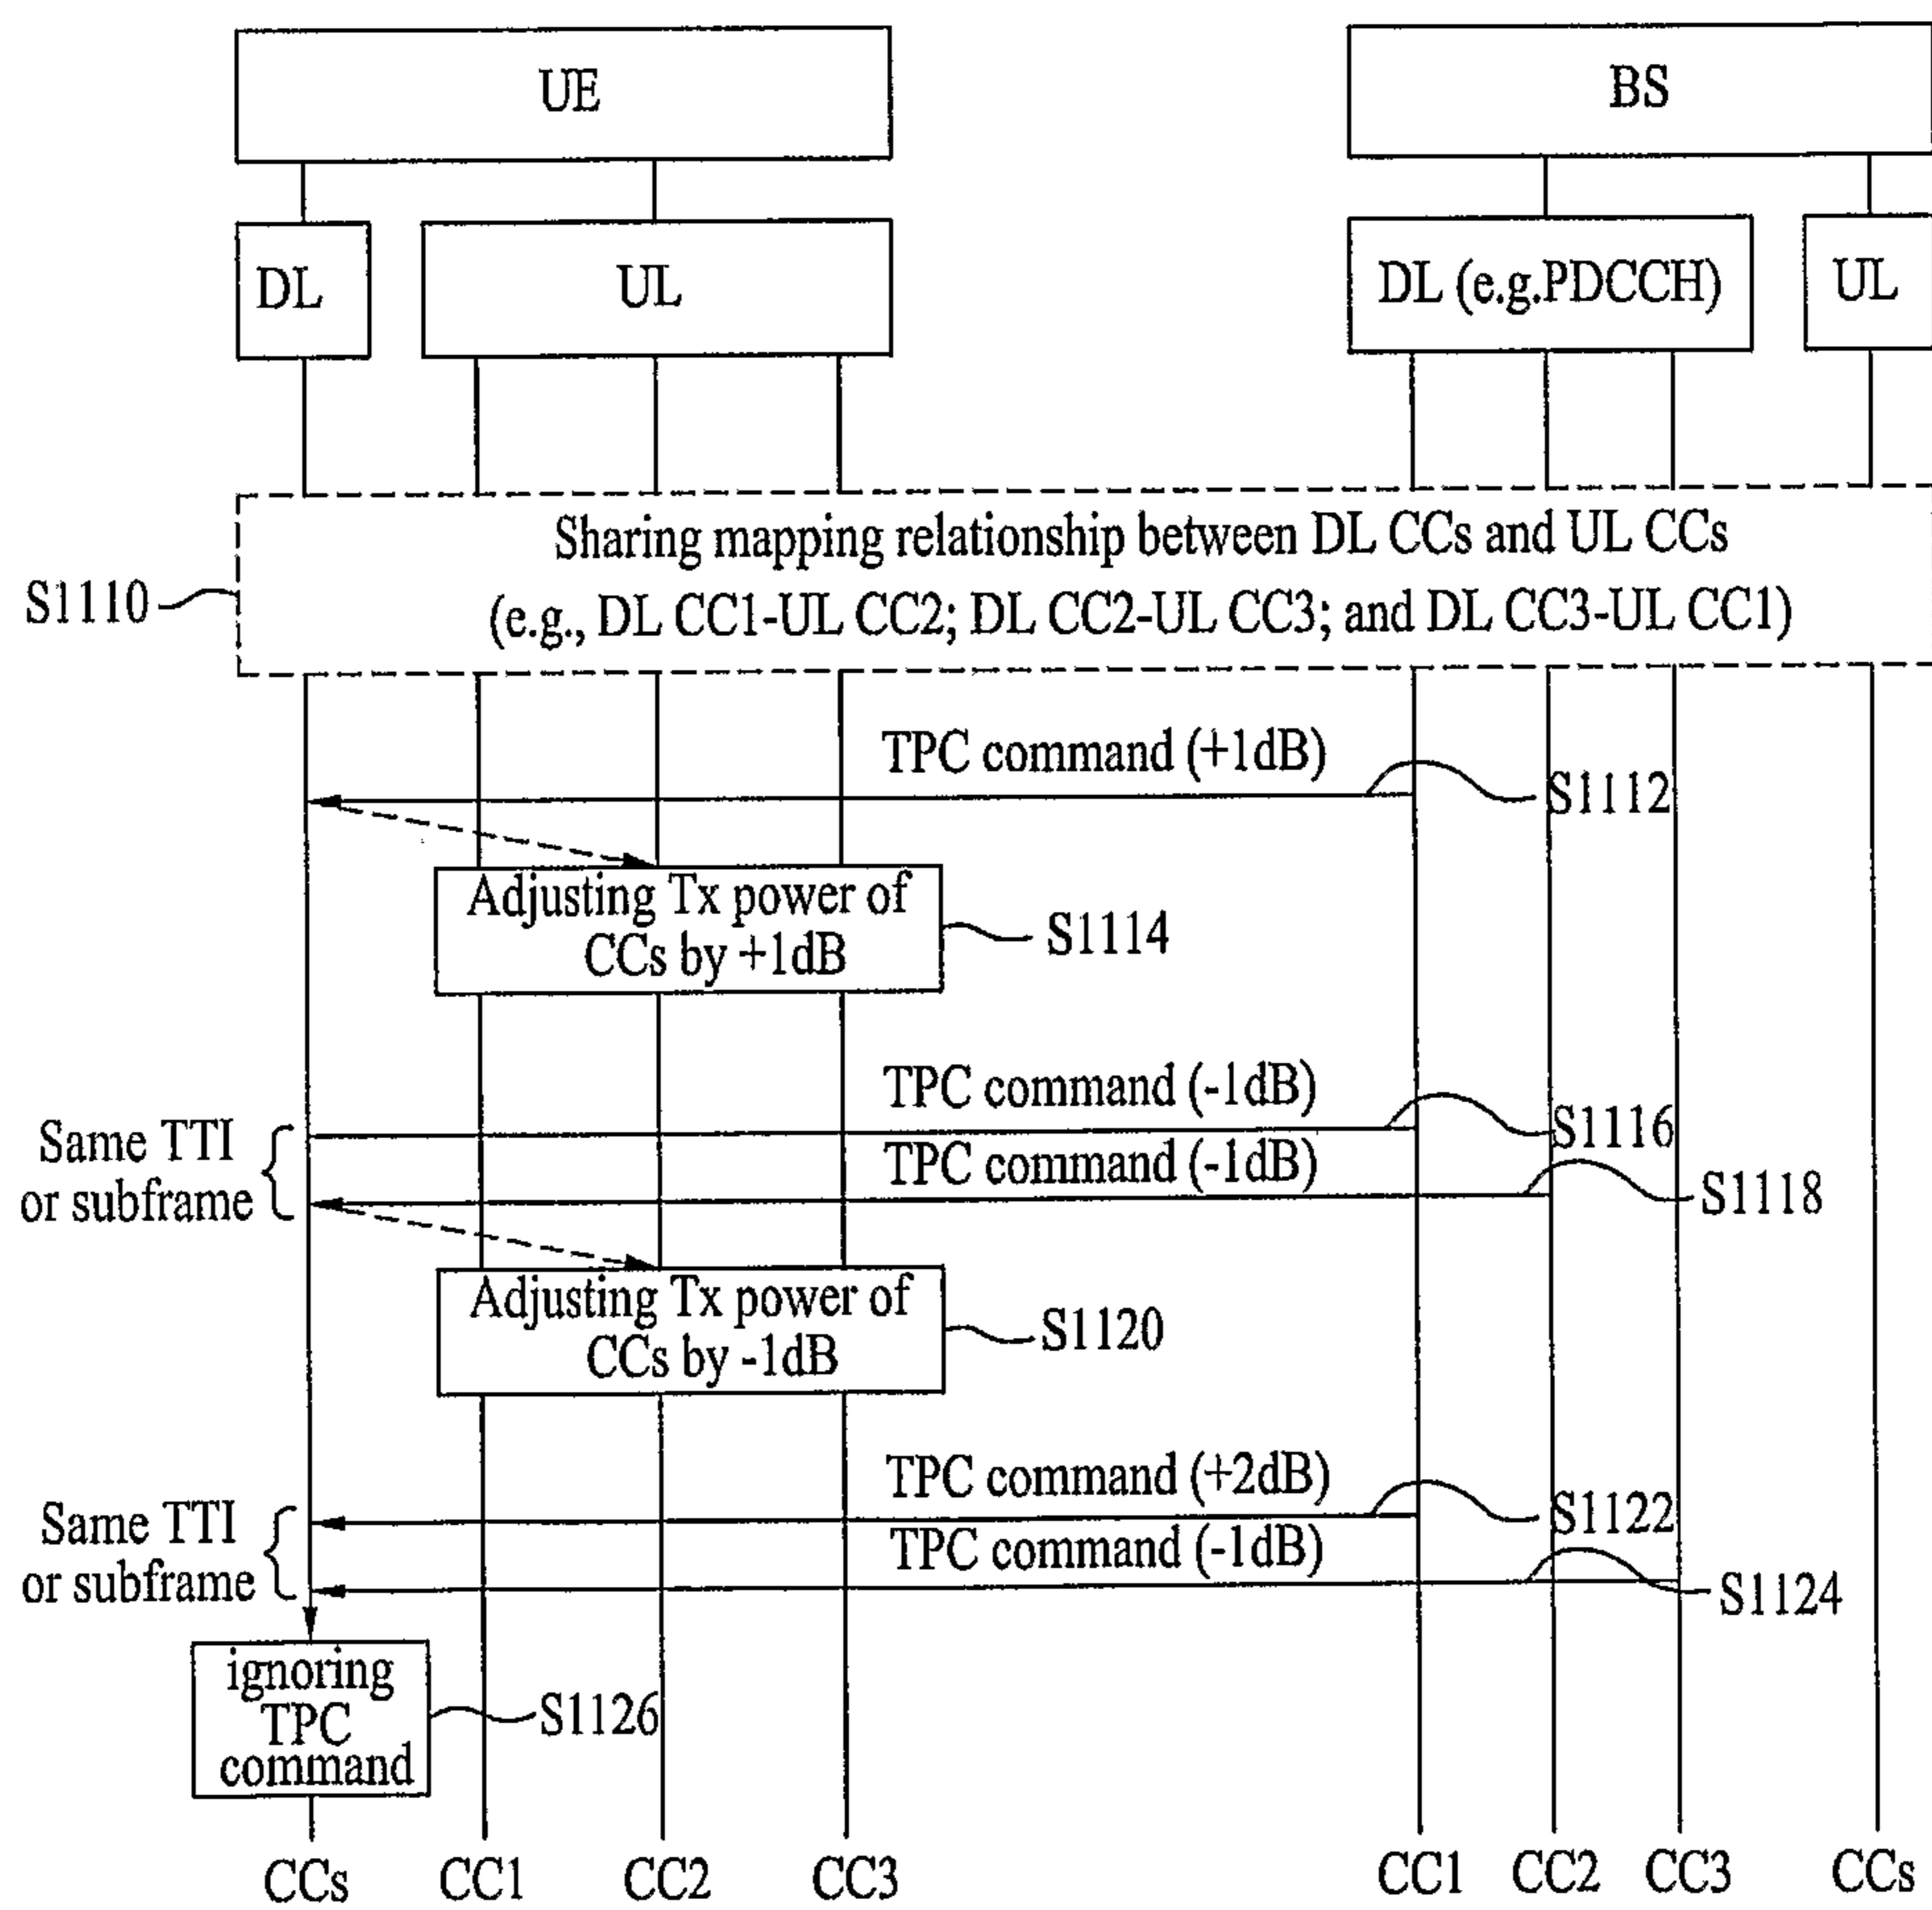 UE
BS
DL
UL
DL (e.g.PDCCH)
UL
Sharing mapping relationship between DL CCs and UL CCs
(e.g., DL CC1-UL CC2; DL CC2-UL CC3; and DL CC3-UL CC1)
S1110
TPC command (+1dB)
S1112
Adjusting Tx power of
CCs by +1dB
S1114
TPC command (-1dB)
S1116
Same TTI
or subframe
TPC command (-1dB)
S1118
Adjusting Tx power of
CCs by -1dB
S1120
TPC command (+2dB)
S1122
Same TTI
or subframe
TPC command (-1dB)
S1124
ignoring
TPC
command
S1126
CCs
CC1
CC2
CC3
CC1
CC2
CC3
CCs